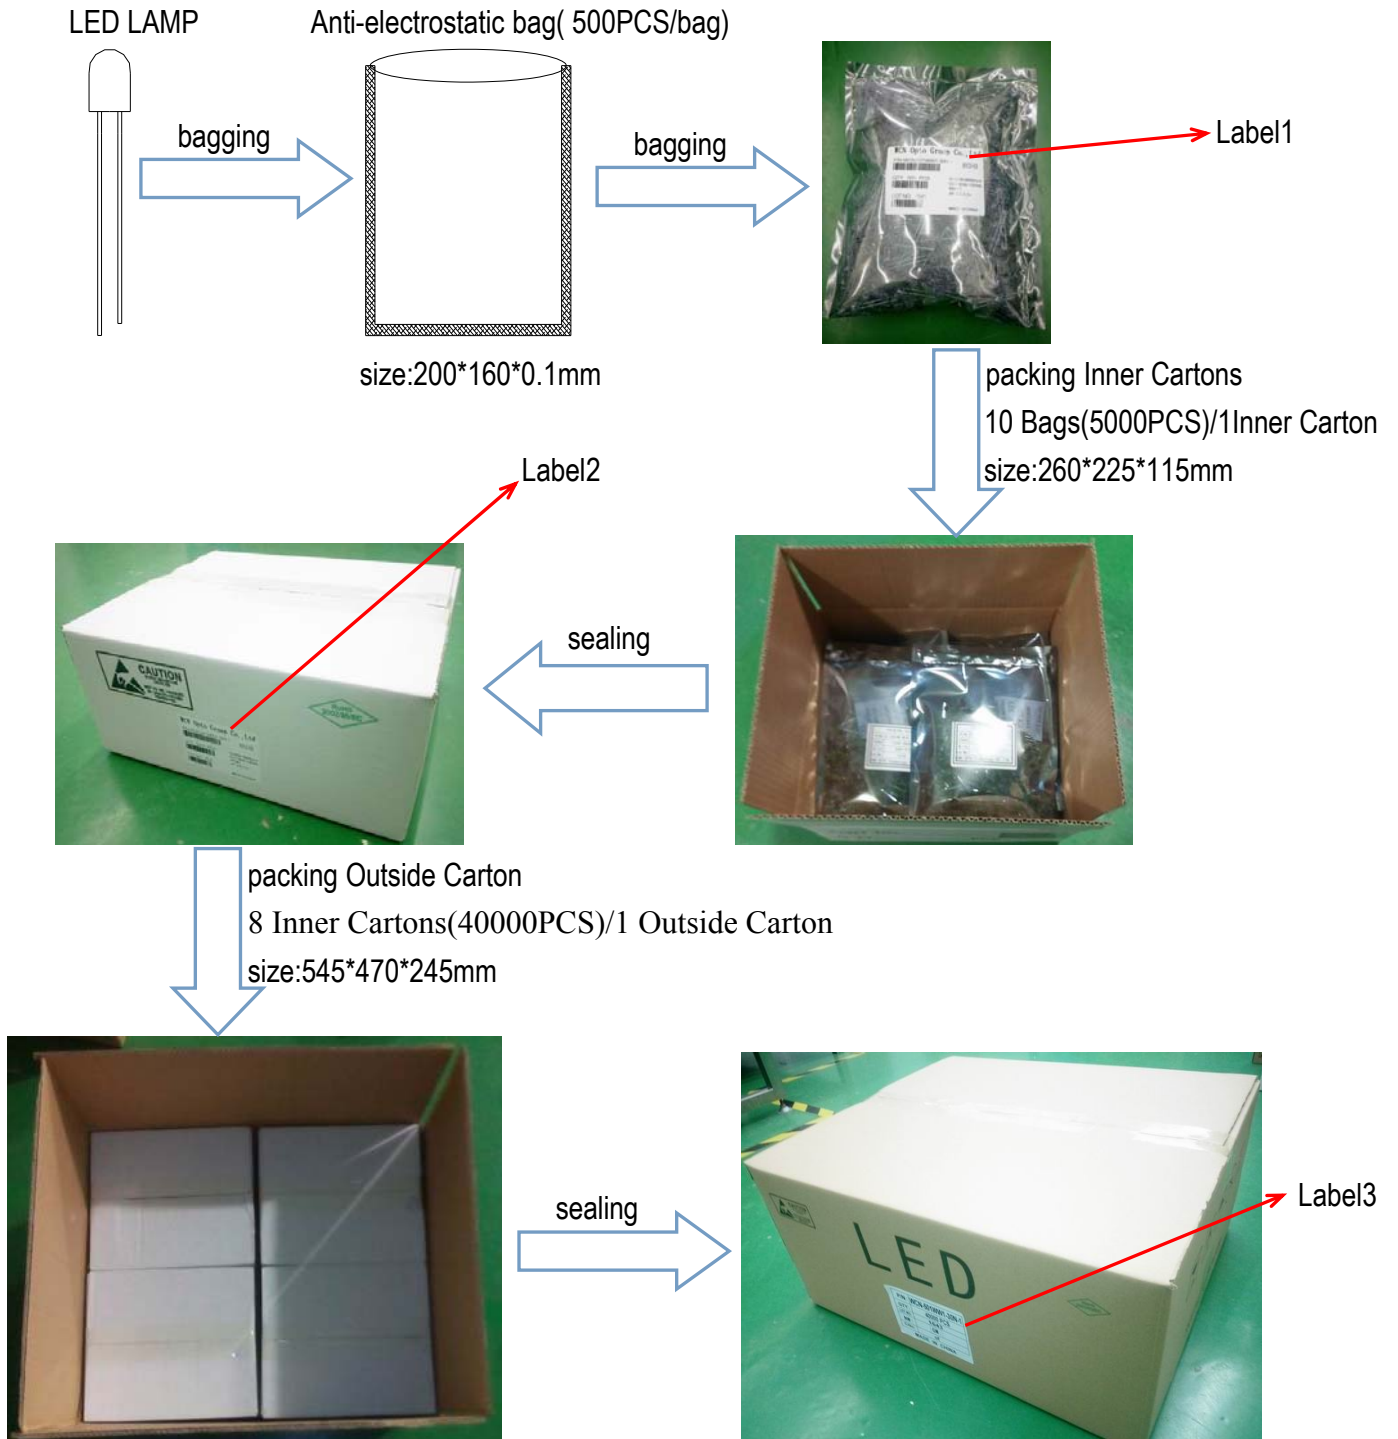 LED LAMP
Anti-electrostatic bag( 500PCS/bag)
bagging
bagging
Label1
size:200*160*0.1mm
packing Inner Cartons
10 Bags(5000PCS)/1Inner Carton
size:260*225*115mm
Label2
sealing
CAUTION
packing Outside Carton
8 Inner Cartons(40000PCS)/1 Outside Carton
size:545*470*245mm
sealing
Label3
LED